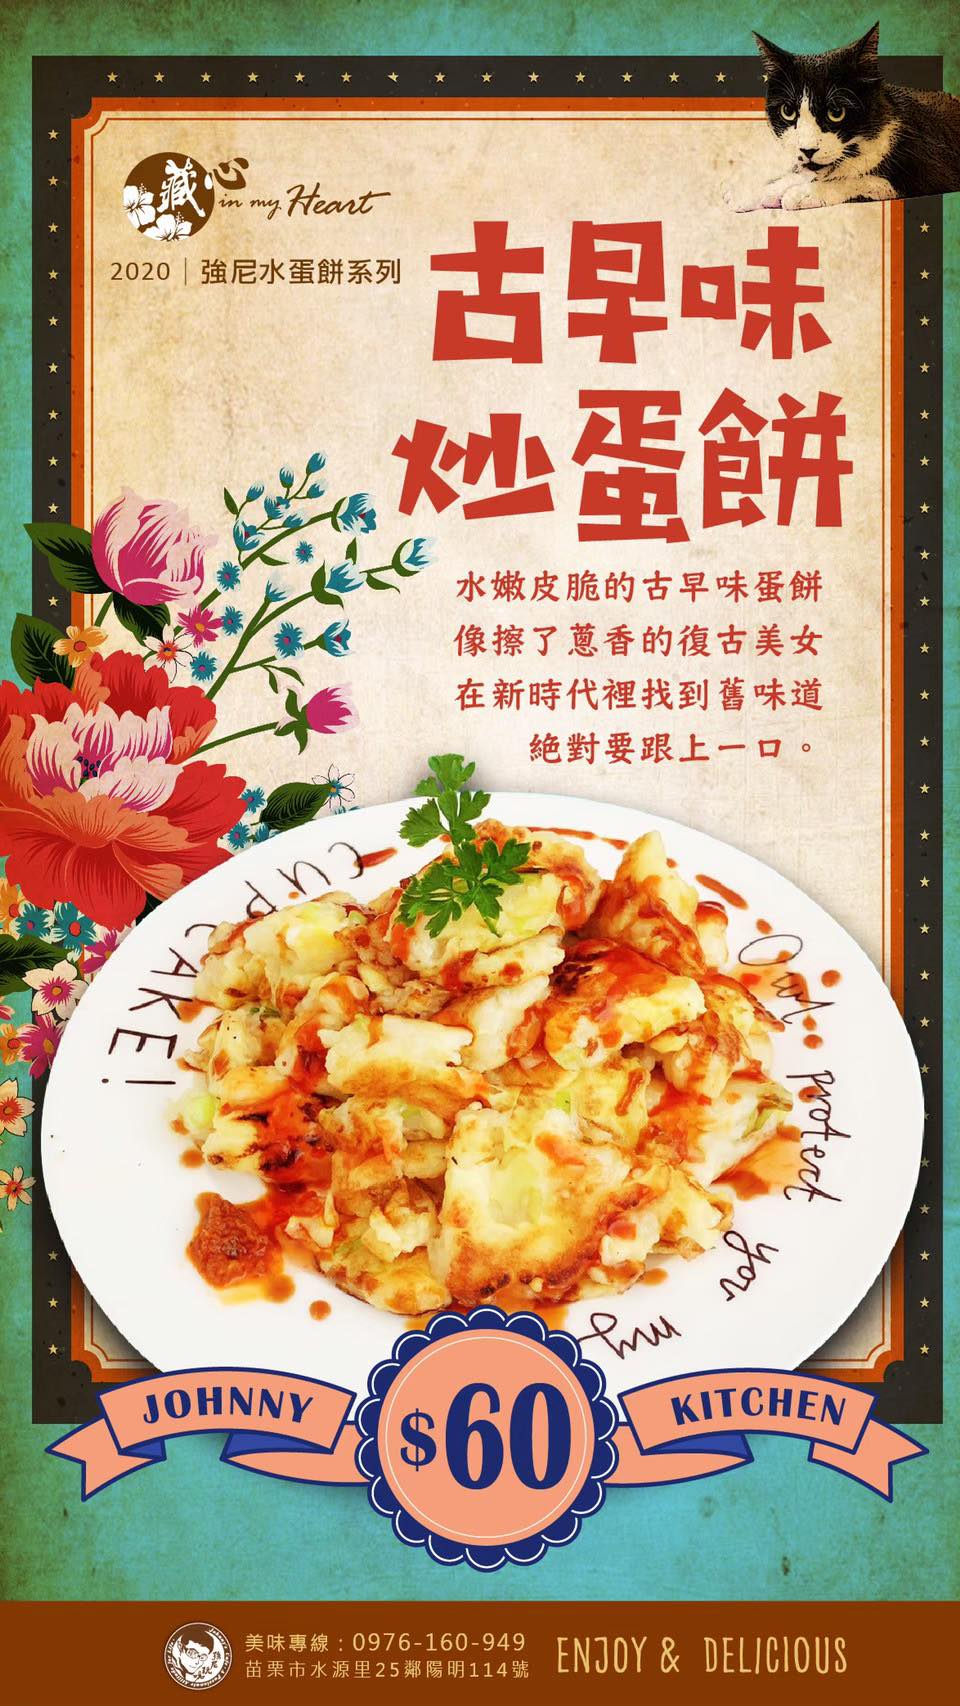 藏心 in my Heart
2020｜強尼水蛋餅系列
古早味
炒蛋餅
水嫩皮脆的古早味蛋餅
像擦了蔥香的復古美女
在新時代裡找到舊味道
絕對要跟上一口。
CUPCAKE!
Our protect
you
my
JOHNNY
$60
KITCHEN
美味專線：0976-160-949
苗栗市水源里25鄰陽明114號
ENJOY & DELICIOUS